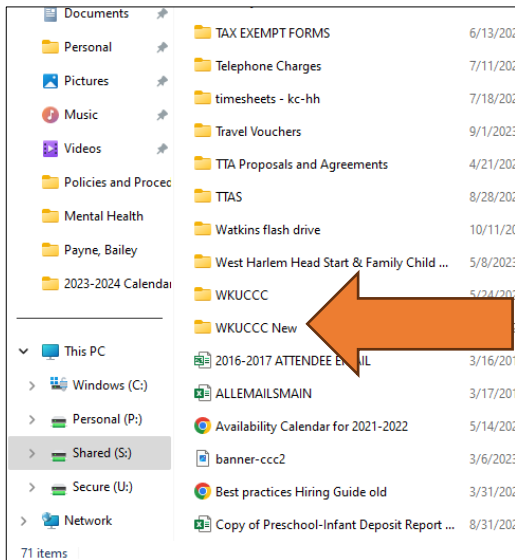 Documents
Personal
Pictures
Music
Videos
Policies and Proced
Mental Health
Payne, Bailey
2023-2024 Calendar
This PC
Windows (C:)
Personal (P:)
Shared (S:)
Secure (U:)
Network
71 items
TAX EXEMPT FORMS 6/13/202
Telephone Charges 7/11/202
timesheets - kc-hh 7/18/202
Travel Vouchers 9/1/2023
TTA Proposals and Agreements 4/21/202
TTAS 8/28/202
Watkins flash drive 10/11/20
West Harlem Head Start & Family Child ... 5/8/2023
WKUCCC 5/24/202
WKUCCC New
2016-2017 ATTENDEE EMAIL 3/16/201
ALLEMAILSMAIN 3/17/201
Availability Calendar for 2021-2022 5/14/202
banner-ccc2 3/6/2023
Best practices Hiring Guide old 3/31/202
Copy of Preschool-Infant Deposit Report ... 8/31/202